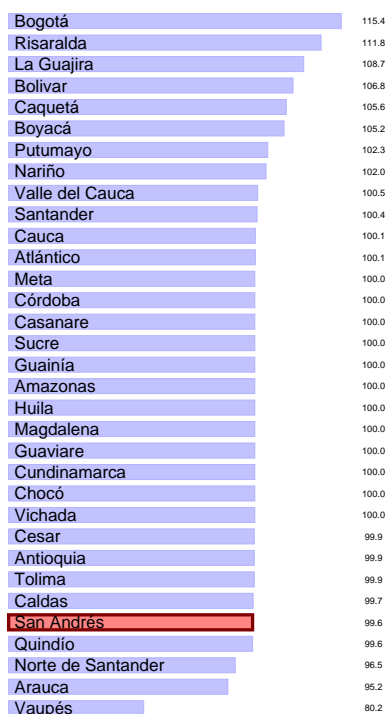 Bogotá 115.4
Risaralda 111.8
La Guajira 108.7
Bolivar 106.8
Caquetá 105.6
Boyacá 105.2
Putumayo 102.3
Nariño 102.0
Valle del Cauca 100.5
Santander 100.4
Cauca 100.1
Atlántico 100.1
Meta 100.0
Córdoba 100.0
Casanare 100.0
Sucre 100.0
Guainía 100.0
Amazonas 100.0
Huila 100.0
Magdalena 100.0
Guaviare 100.0
Cundinamarca 100.0
Chocó 100.0
Vichada 100.0
Cesar 99.9
Antioquia 99.9
Tolima 99.9
Caldas 99.7
San Andrés 99.6
Quindío 99.6
Norte de Santander 96.5
Arauca 95.2
Vaupés 80.2